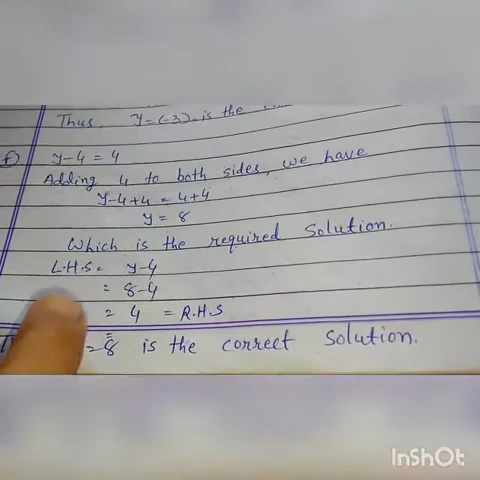 Thus, y=(-3) is the
f) y-4=4
Adding 4 to both sides, we have
y-4+4 = 4+4
y = 8
Which is the required Solution.
L.H.S= y-4
= 8-4
= 4 = R.H.S
=8 is the correct Solution.
InShOt